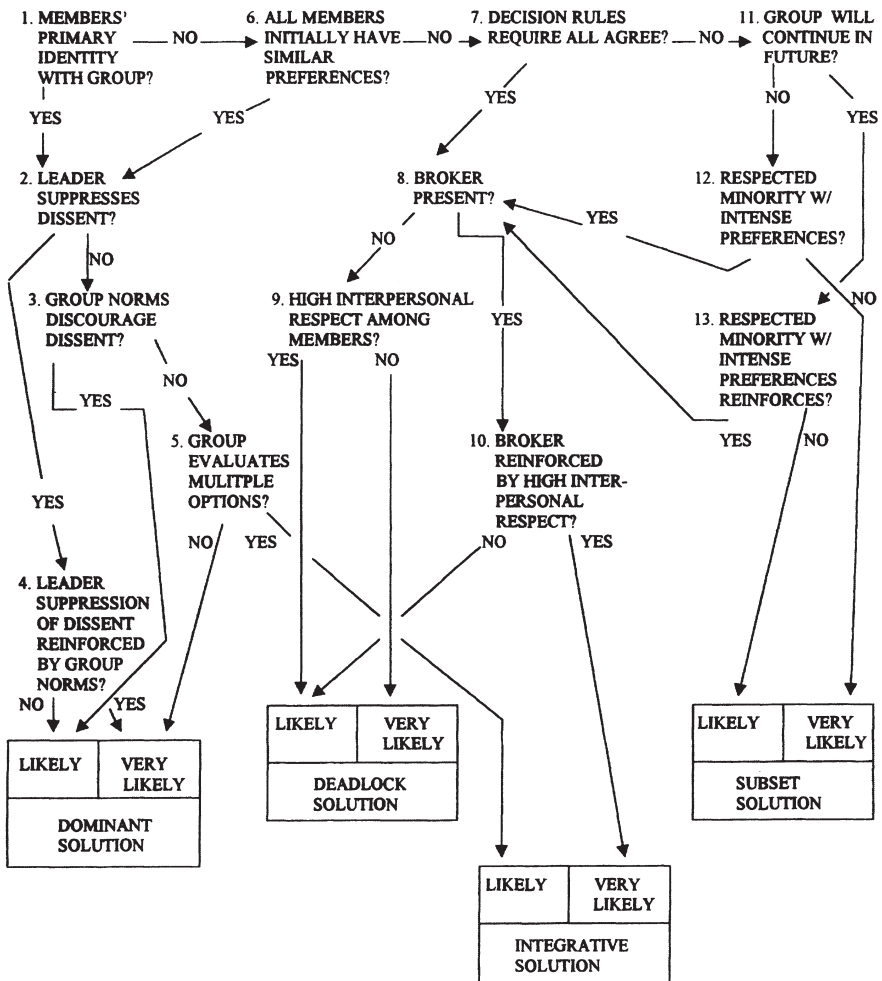 1. MEMBERS'
PRIMARY
IDENTITY
WITH GROUP?
NO
6. ALL MEMBERS
INITIALLY HAVE
SIMILAR
PREFERENCES?
NO
7. DECISION RULES
REQUIRE ALL AGREE?
NO
11. GROUP WILL
CONTINUE IN
FUTURE?
YES
YES
YES
NO
YES
2. LEADER
SUPPRESSES
DISSENT?
8. BROKER
PRESENT?
12. RESPECTED
MINORITY W/
INTENSE
PREFERENCES?
YES
NO
NO
NO
3. GROUP NORMS
DISCOURAGE
DISSENT?
9. HIGH INTERPERSONAL
RESPECT AMONG
MEMBERS?
YES
13. RESPECTED
MINORITY W/
INTENSE
PREFERENCES
REINFORCES?
YES
NO
NO
YES
YES
NO
5. GROUP
EVALUATES
MULITPLE
OPTIONS?
10. BROKER
REINFORCED
BY HIGH INTER-
PERSONAL
RESPECT?
YES
NO
YES
NO
YES
4. LEADER
SUPPRESSION
OF DISSENT
REINFORCED
BY GROUP
NORMS?
NO
YES
LIKELY
VERY
LIKELY
DOMINANT
SOLUTION
LIKELY
VERY
LIKELY
DEADLOCK
SOLUTION
LIKELY
VERY
LIKELY
SUBSET
SOLUTION
LIKELY
VERY
LIKELY
INTEGRATIVE
SOLUTION